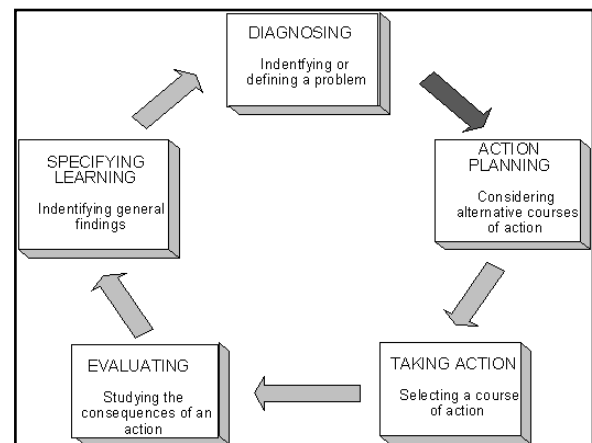 DIAGNOSING
Indentfying or
defining a problem
ACTION
PLANNING
Considering
alternative courses
of action
TAKING ACTION
Selecting a course
of action
EVALUATING
Studying the
consequences of an
action
SPECIFYING
LEARNING
Indentifying general
findings